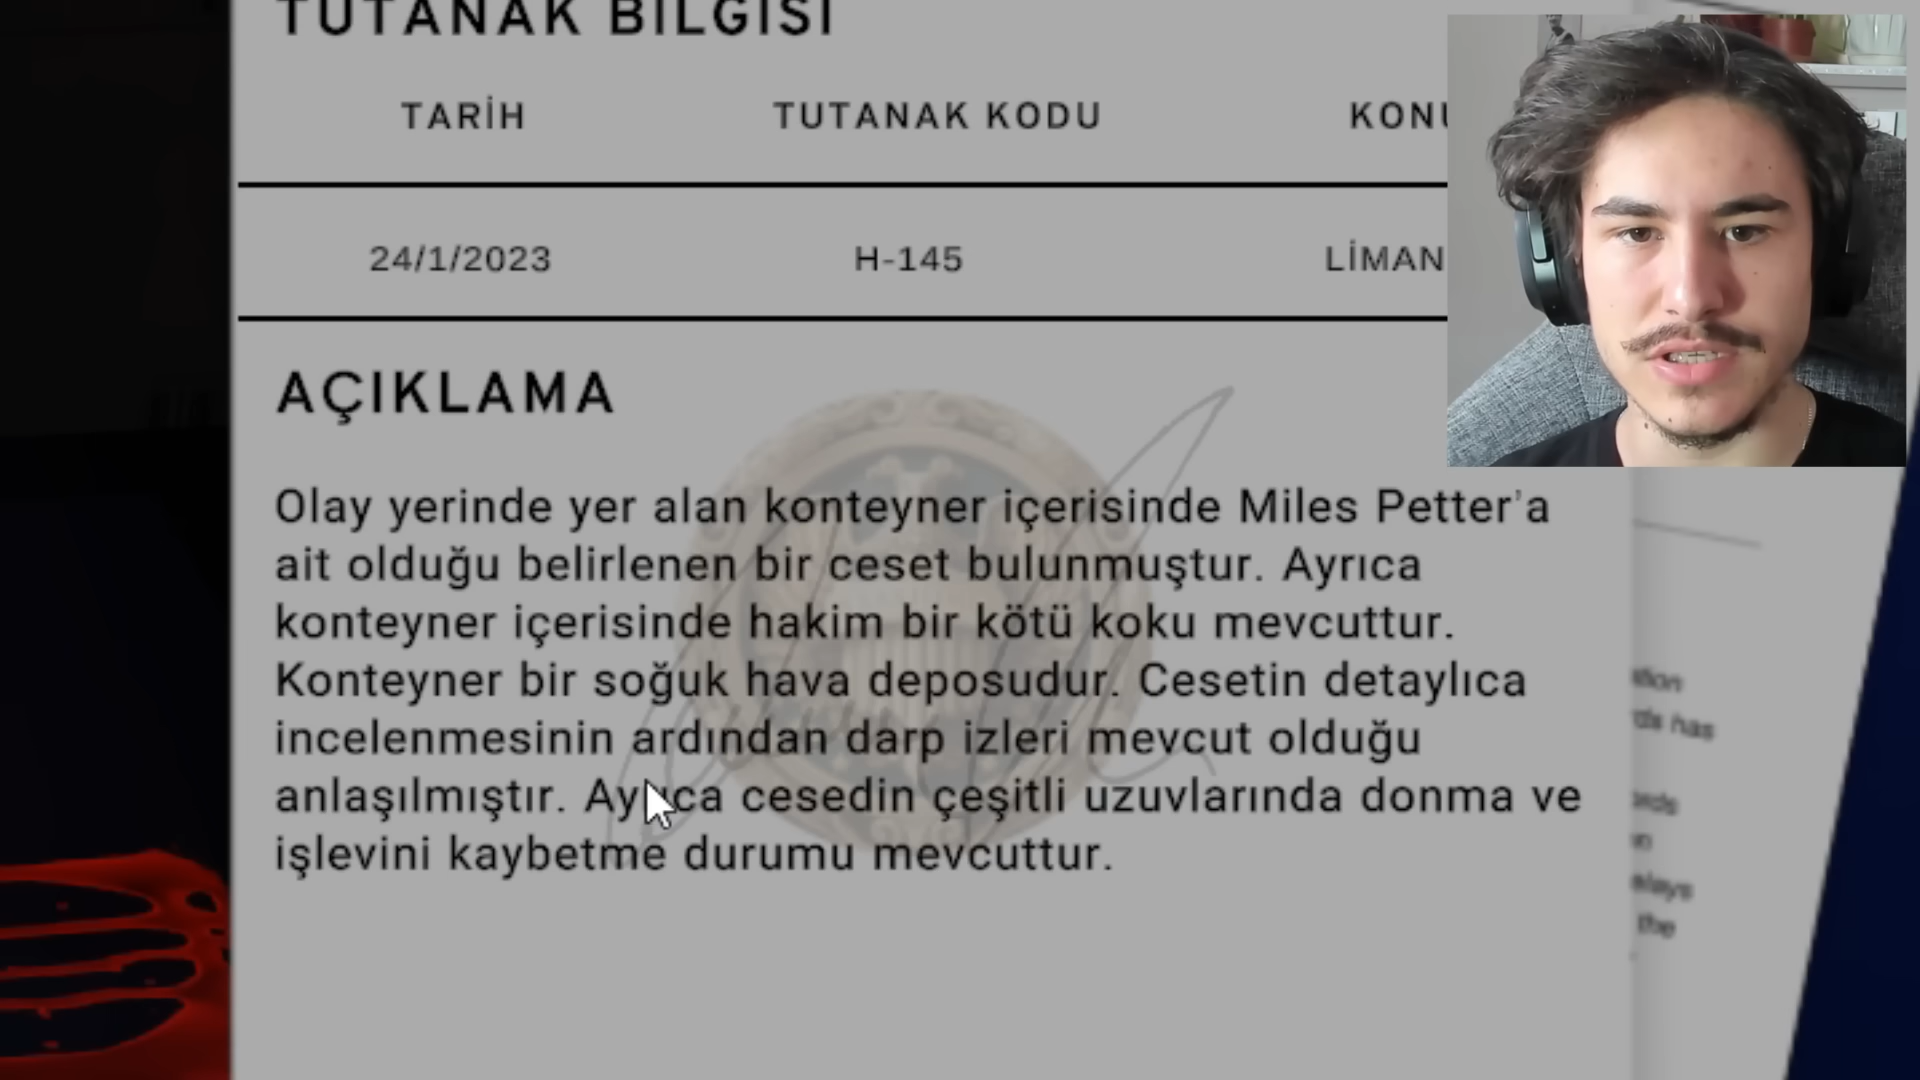 TUTANAK BİLGİSİ
TARİH TUTANAK KODU KONU
24/1/2023 H-145 LİMAN
AÇIKLAMA
Olay yerinde yer alan konteyner içerisinde Miles Petter'a
ait olduğu belirlenen bir ceset bulunmuştur. Ayrıca
konteyner içerisinde hakim bir kötü koku mevcuttur.
Konteyner bir soğuk hava deposudur. Cesetin detaylıca
incelenmesinin ardından darp izleri mevcut olduğu
anlaşılmıştır. Ayrıca cesedin çeşitli uzuvlarında donma ve
işlevini kaybetme durumu mevcuttur.
has
the